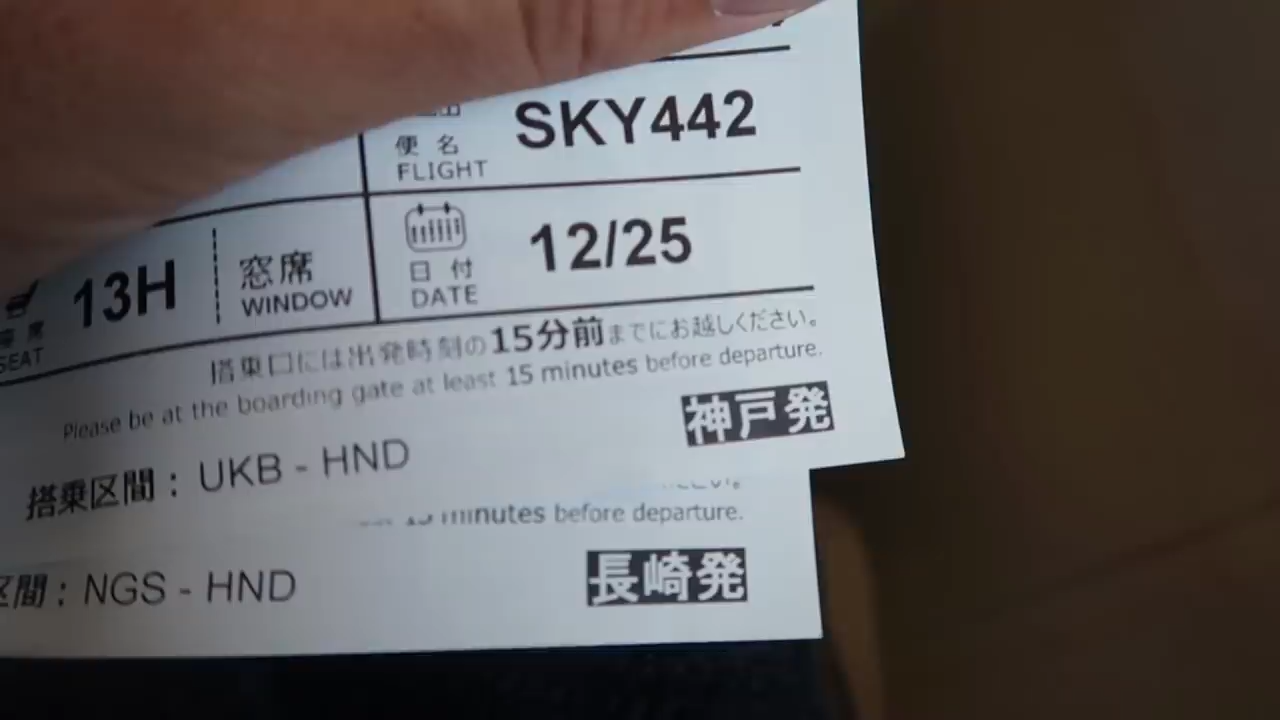 SKY442
便名
FLIGHT
12/25
日付
DATE
13H
窓席
WINDOW
席
SEAT
搭乗口には出発時刻の15分前までにお越しください。
Please be at the boarding gate at least 15 minutes before departure.
神戸発
搭乗区間： UKB - HND
15 minutes before departure.
区間： NGS - HND
長崎発